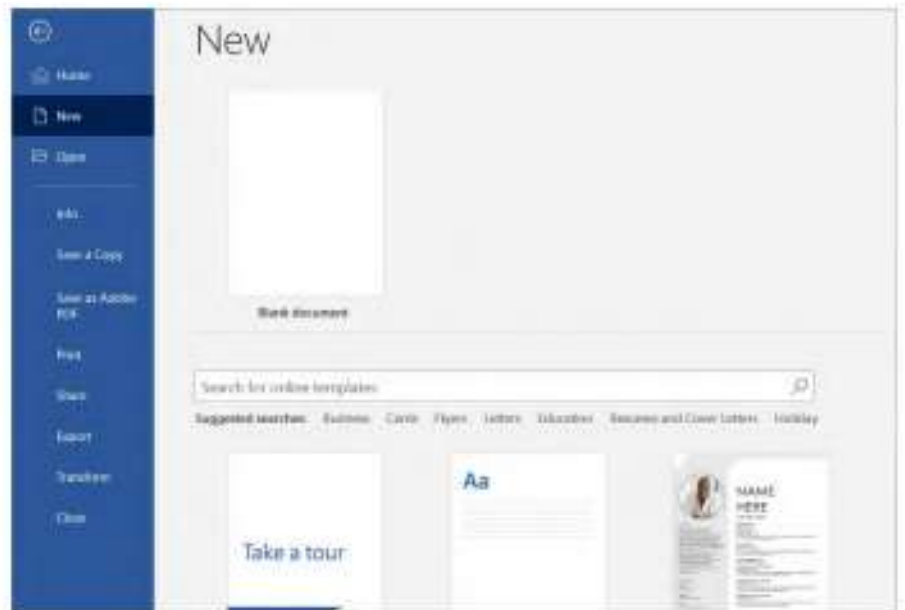 New
Home
New
Open
Info
Save a Copy
Save as Adobe
PDF
Print
Share
Export
Transform
Close
Blank document
Search for online templates
Suggested searches: Business Cards Flyers Letters Education Resumes and Cover Letters Holiday
Take a tour
Aa
NAME
HERE